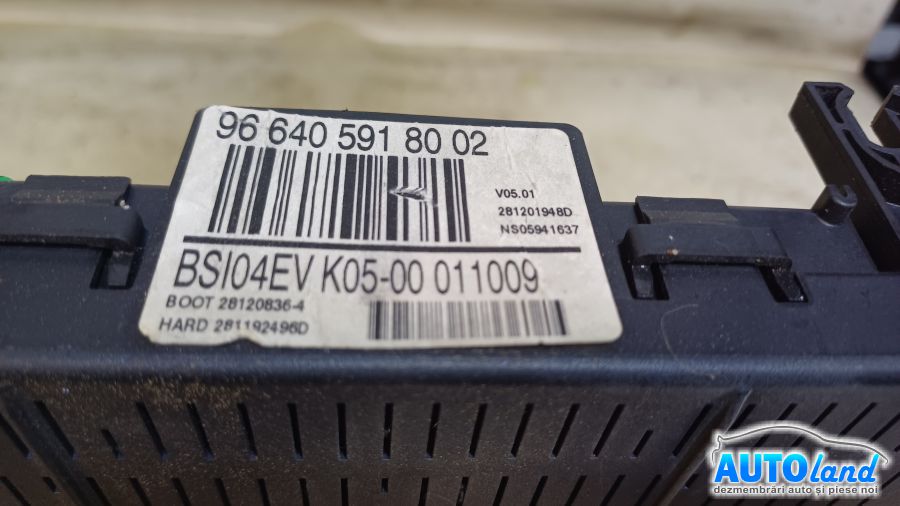 96 640 591 80 02
V05.01
281201948D
NS05941637
BSI04EV K05-00 011009
BOOT 28120836-4
HARD 281192496D
AUTOland
dezmembrări auto și piese noi